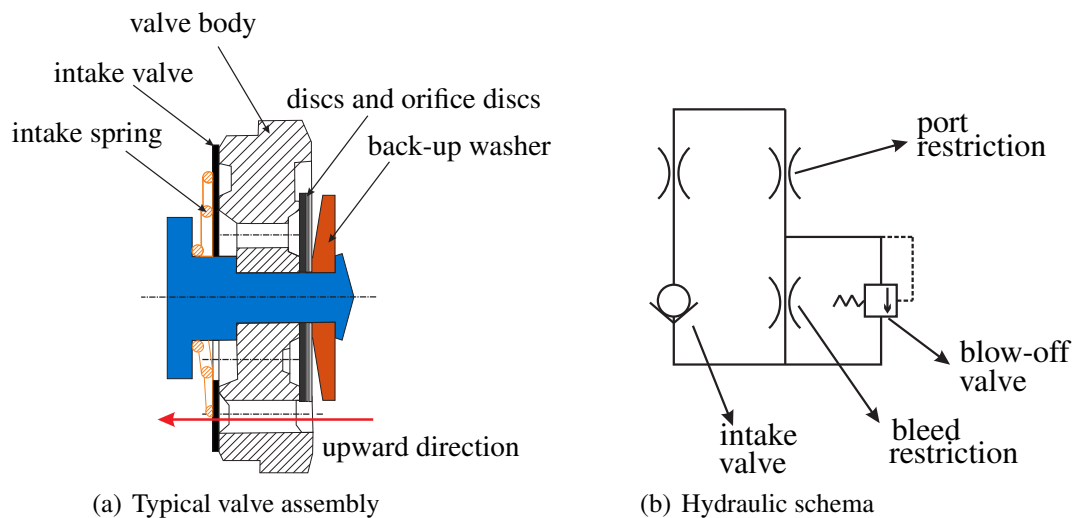 valve body
intake valve
intake spring
discs and orifice discs
back-up washer
upward direction
(a) Typical valve assembly
port
restriction
blow-off
valve
bleed
restriction
intake
valve
(b) Hydraulic schema